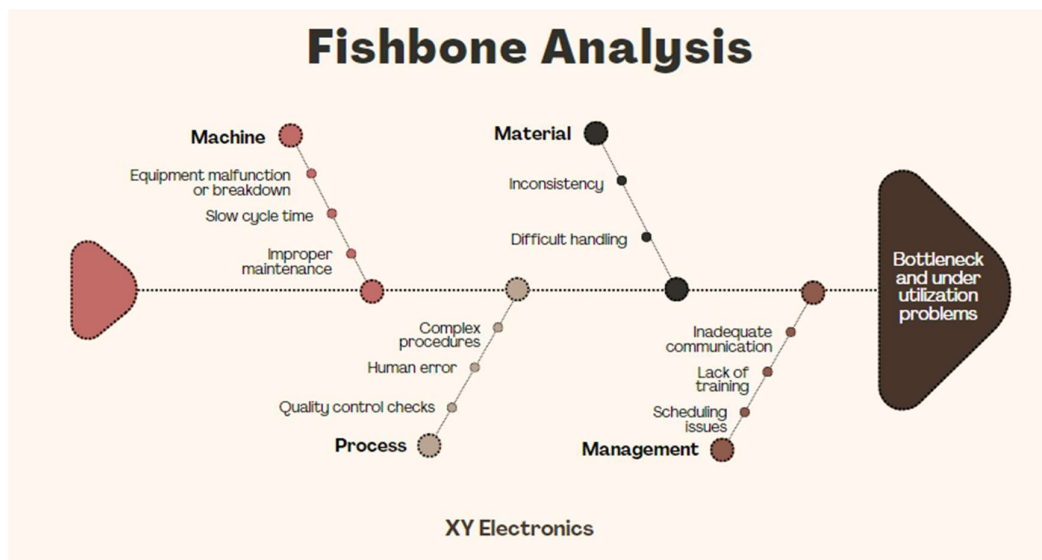 Fishbone Analysis
Machine
Equipment malfunction
or breakdown
Slow cycle time
Improper
maintenance
Material
Inconsistency
Difficult handling
Bottleneck
and under
utilization
problems
Complex
procedures
Human error
Quality control checks
Process
Inadequate
communication
Lack of
training
Scheduling
issues
Management
XY Electronics